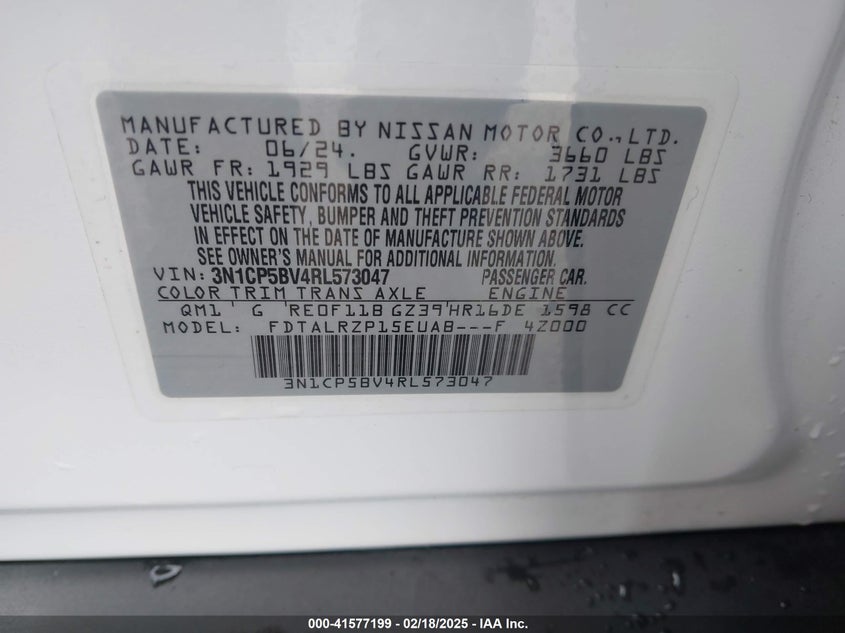 MANUFACTURED BY NISSAN MOTOR CO.,LTD.
DATE: 06/24. GVWR: 3660 LBS
GAWR FR: 1929 LBS GAWR RR: 1731 LBS
THIS VEHICLE CONFORMS TO ALL APPLICABLE FEDERAL MOTOR
VEHICLE SAFETY, BUMPER AND THEFT PREVENTION STANDARDS
IN EFFECT ON THE DATE OF MANUFACTURE SHOWN ABOVE.
SEE OWNER'S MANUAL FOR ADDITIONAL INFORMATION.
VIN: 3N1CP5BV4RL573047 PASSENGER CAR.
COLOR TRIM TRANS AXLE ENGINE
QM1 G RE0F11B GZ39 HR16DE 1598 CC
MODEL: FDTALRZP15EUAB---F 4Z000
3N1CP5BV4RL573047
000-41577199 — 02/18/2025 — IAA Inc.